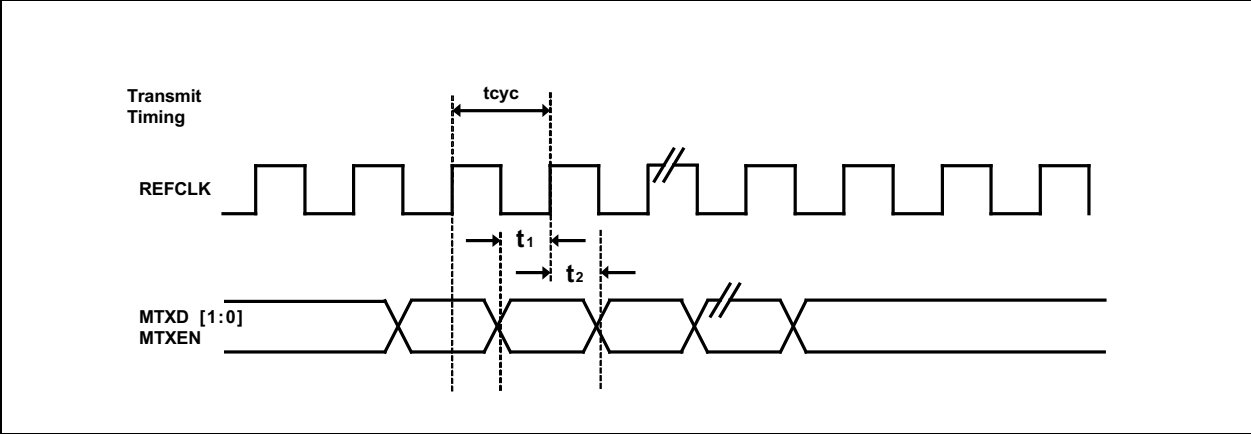 Transmit
Timing
tcyc
REFCLK
t1
t2
MTXD [1:0]
MTXEN